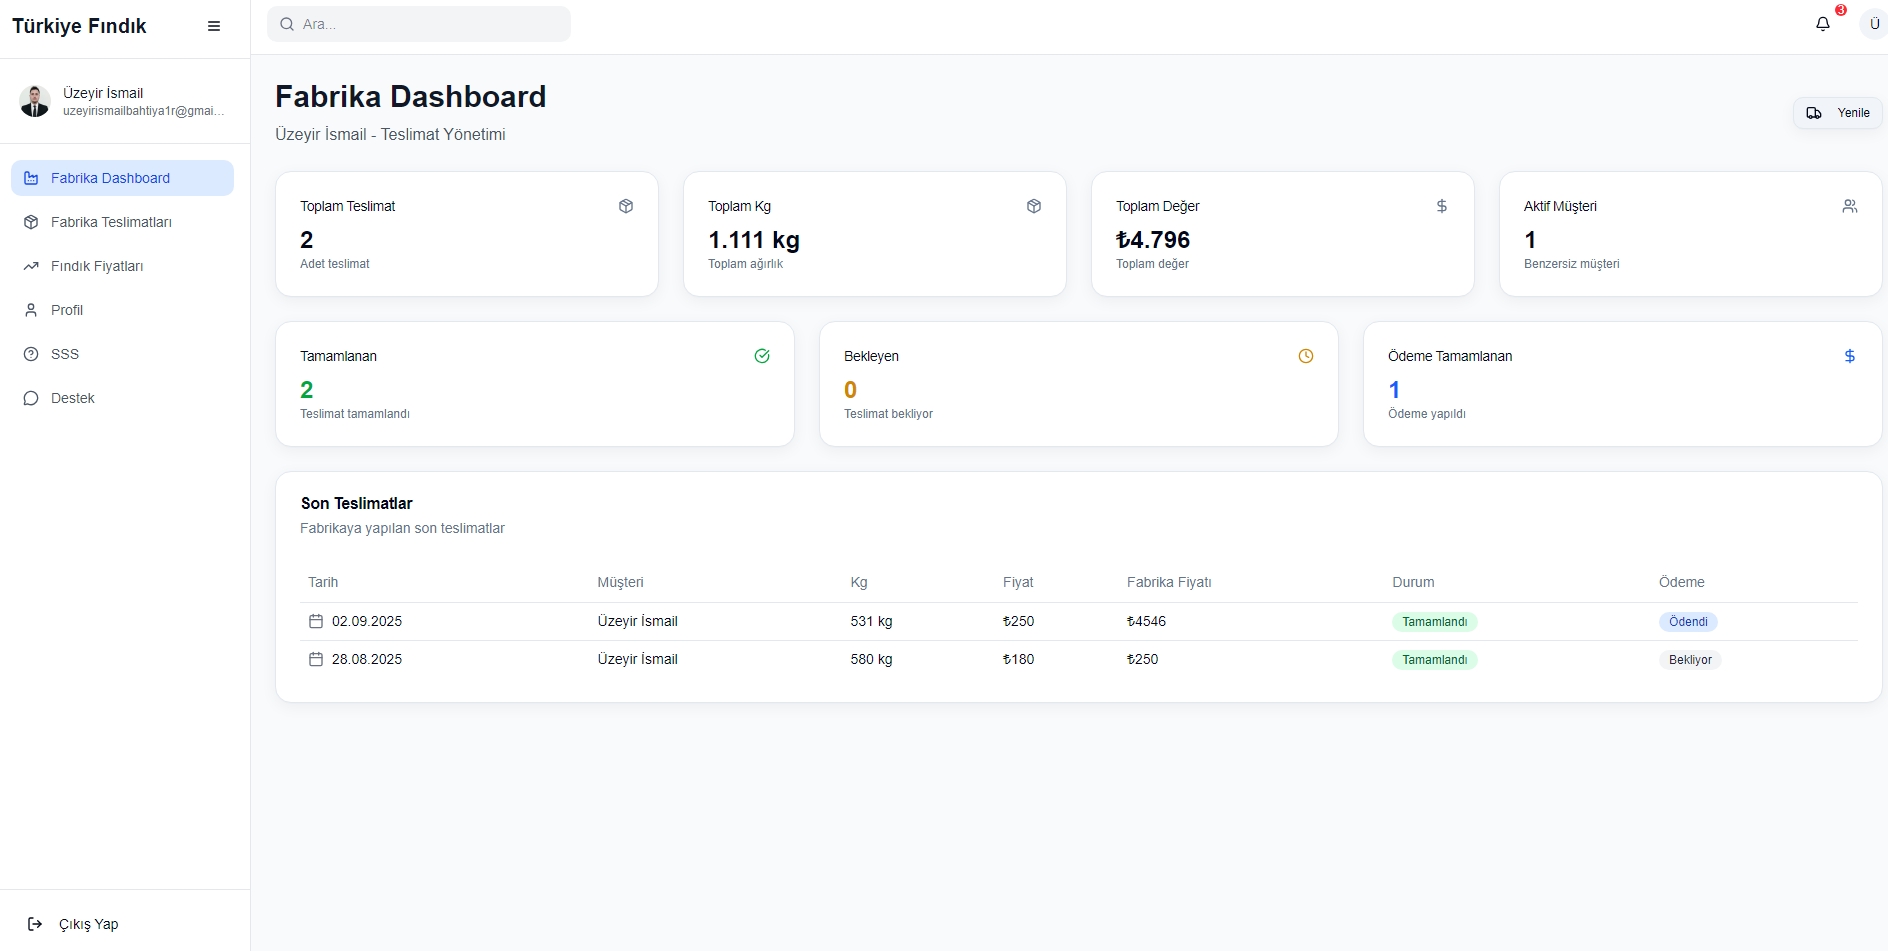 Türkiye Fındık
Ara...
3
Ü
Üzeyir İsmail
uzeyirismailbahtiya1r@gmai...
Fabrika Dashboard
Fabrika Teslimatları
Fındık Fiyatları
Profil
SSS
Destek
Çıkış Yap
Fabrika Dashboard
Üzeyir İsmail - Teslimat Yönetimi
Yenile
Toplam Teslimat
2
Adet teslimat
Toplam Kg
1.111 kg
Toplam ağırlık
Toplam Değer
₺4.796
Toplam değer
Aktif Müşteri
1
Benzersiz müşteri
Tamamlanan
2
Teslimat tamamlandı
Bekleyen
0
Teslimat bekliyor
Ödeme Tamamlanan
1
Ödeme yapıldı
Son Teslimatlar
Fabrikaya yapılan son teslimatlar
Tarih Müşteri Kg Fiyat Fabrika Fiyatı Durum Ödeme
02.09.2025 Üzeyir İsmail 531 kg ₺250 ₺4546 Tamamlandı Ödendi
28.08.2025 Üzeyir İsmail 580 kg ₺180 ₺250 Tamamlandı Bekliyor